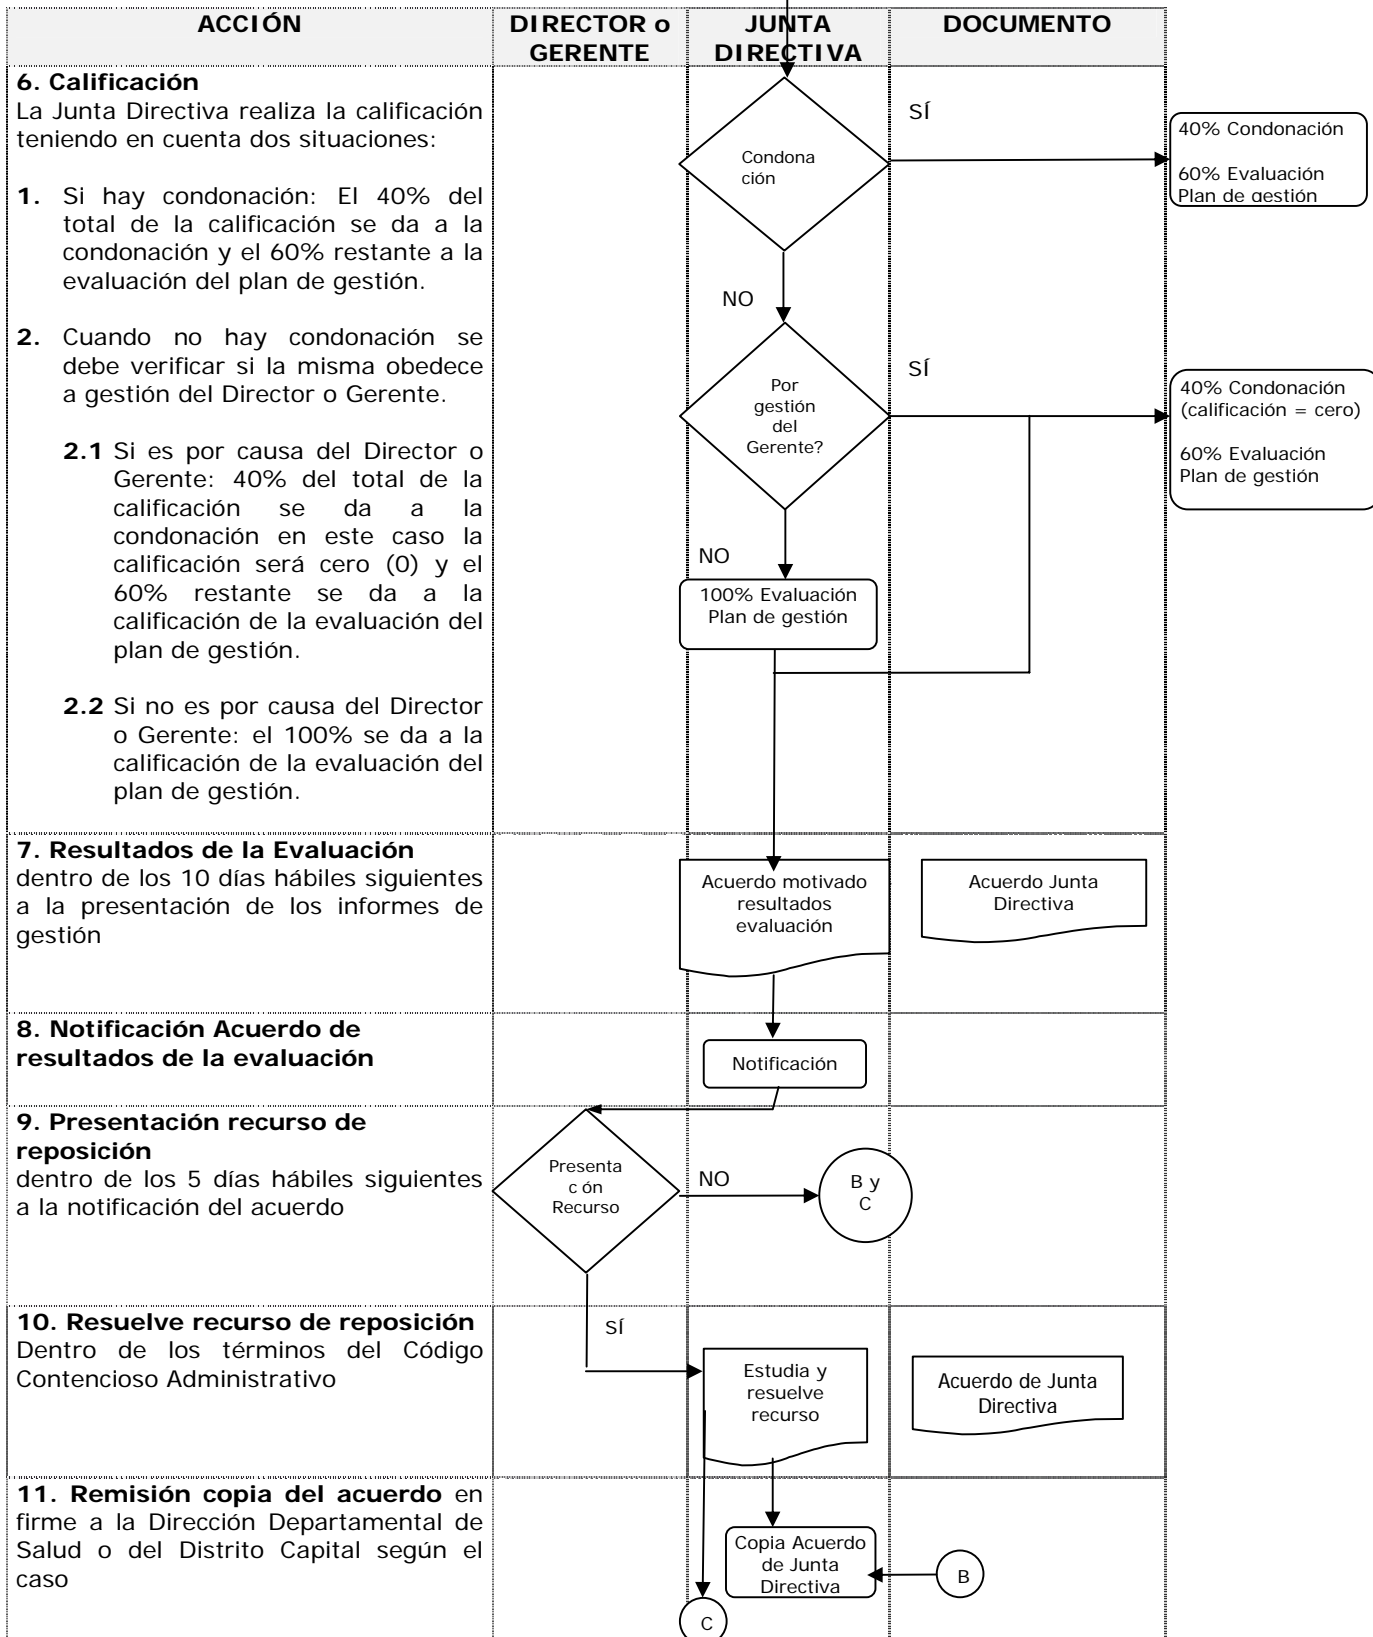 ACCIÓN
DIRECTOR o
GERENTE
JUNTA
DIRECTIVA
DOCUMENTO
6. Calificación
La Junta Directiva realiza la calificación
teniendo en cuenta dos situaciones:
1. Si hay condonación: El 40% del
total de la calificación se da a la
condonación y el 60% restante a la
evaluación del plan de gestión.
2. Cuando no hay condonación se
debe verificar si la misma obedece
a gestión del Director o Gerente.
2.1 Si es por causa del Director o
Gerente: 40% del total de la
calificación se da a la
condonación en este caso la
calificación será cero (0) y el
60% restante se da a la
calificación de la evaluación del
plan de gestión.
2.2 Si no es por causa del Director
o Gerente: el 100% se da a la
calificación de la evaluación del
plan de gestión.
Condona
ción
SÍ
40% Condonación
60% Evaluación
Plan de gestión
NO
Por
gestión
del
Gerente?
SÍ
40% Condonación
(calificación = cero)
60% Evaluación
Plan de gestión
NO
100% Evaluación
Plan de gestión
7. Resultados de la Evaluación
dentro de los 10 días hábiles siguientes
a la presentación de los informes de
gestión
Acuerdo motivado
resultados
evaluación
Acuerdo Junta
Directiva
8. Notificación Acuerdo de
resultados de la evaluación
Notificación
9. Presentación recurso de
reposición
dentro de los 5 días hábiles siguientes
a la notificación del acuerdo
Presenta
c ón
Recurso
NO
B y
C
10. Resuelve recurso de reposición
Dentro de los términos del Código
Contencioso Administrativo
SÍ
Estudia y
resuelve
recurso
Acuerdo de Junta
Directiva
11. Remisión copia del acuerdo en
firme a la Dirección Departamental de
Salud o del Distrito Capital según el
caso
Copia Acuerdo
de Junta
Directiva
B
C